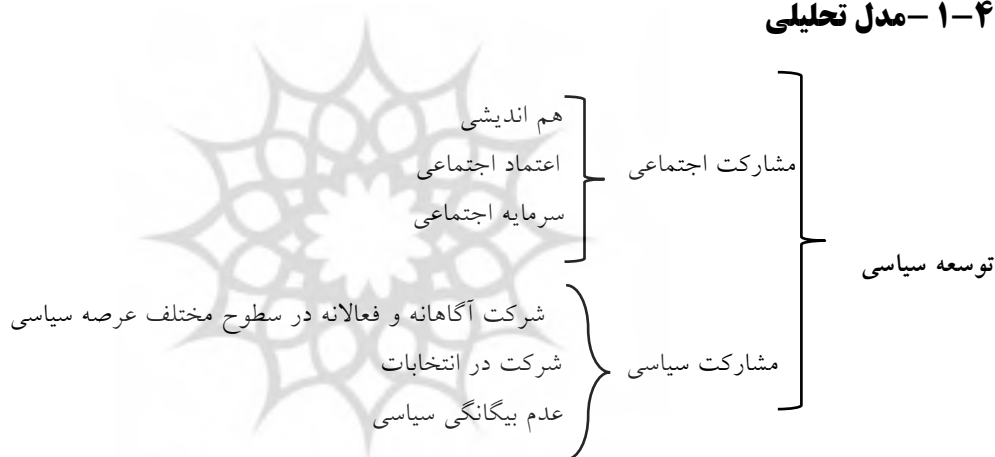 ۴-۱ -مدل تحلیلی
هم اندیشی
مشارکت اجتماعی
اعتماد اجتماعی
سرمایه اجتماعی
توسعه سیاسی
شرکت آگاهانه و فعالانه در سطوح مختلف عرصه سیاسی
مشارکت سیاسی
شرکت در انتخابات
عدم بیگانگی سیاسی